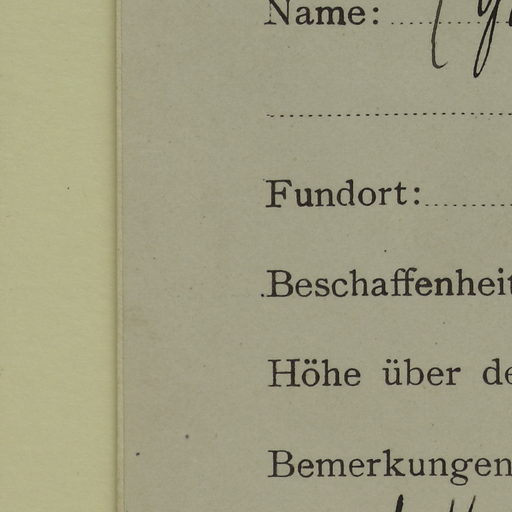 Name:
Fundort:
Beschaffenheit
Höhe über de
Bemerkungen